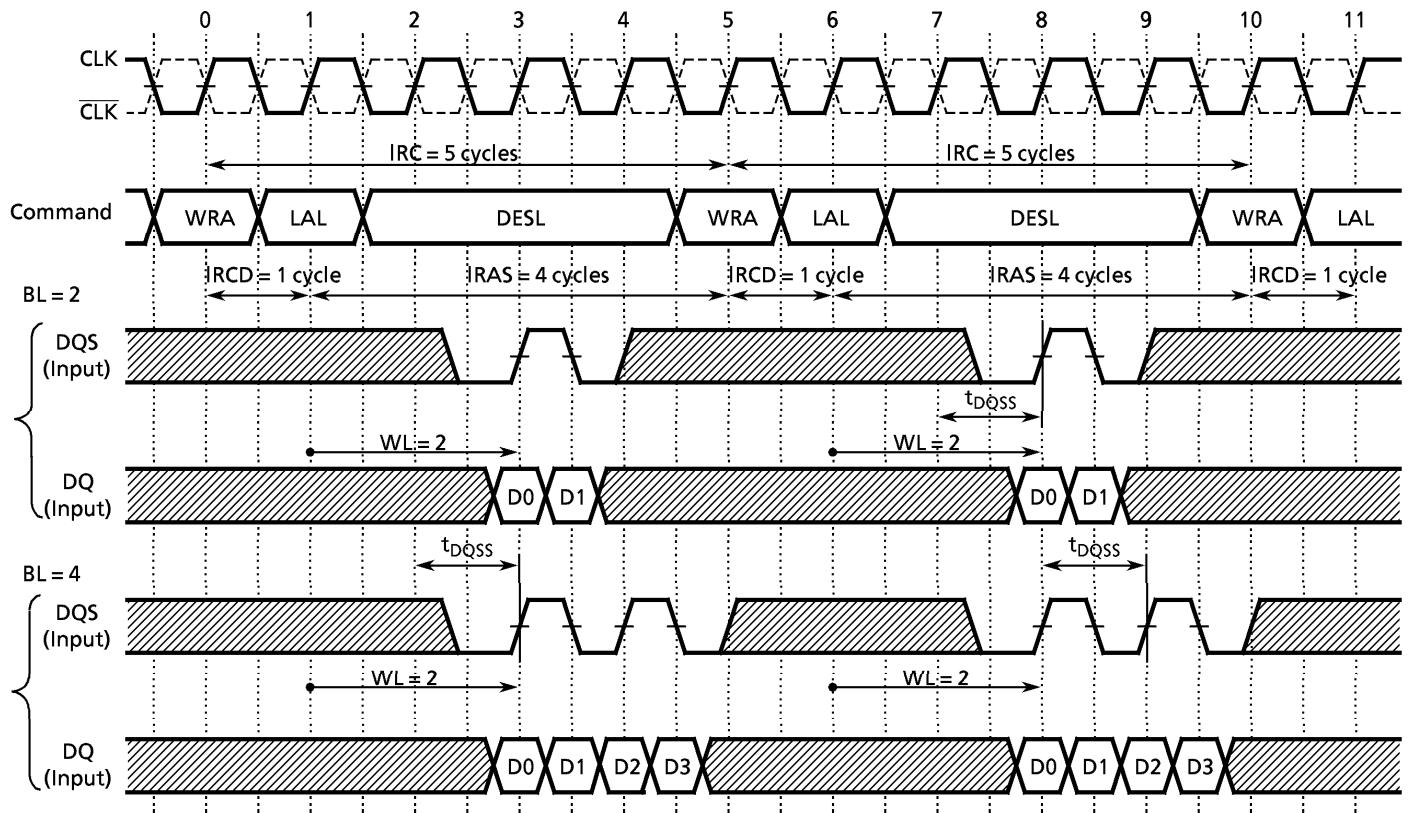 0 1 2 3 4 5 6 7 8 9 10 11
CLK
CLK
IRC = 5 cycles IRC = 5 cycles
Command WRA LAL DESL WRA LAL DESL WRA LAL
IRCD = 1 cycle IRAS = 4 cycles IRCD = 1 cycle IRAS = 4 cycles IRCD = 1 cycle
BL = 2
DQS
(Input)
tDQSS
WL = 2 WL = 2
DQ
(Input)
D0 D1 D0 D1
tDQSS tDQSS
BL = 4
DQS
(Input)
WL = 2 WL = 2
DQ
(Input)
D0 D1 D2 D3 D0 D1 D2 D3